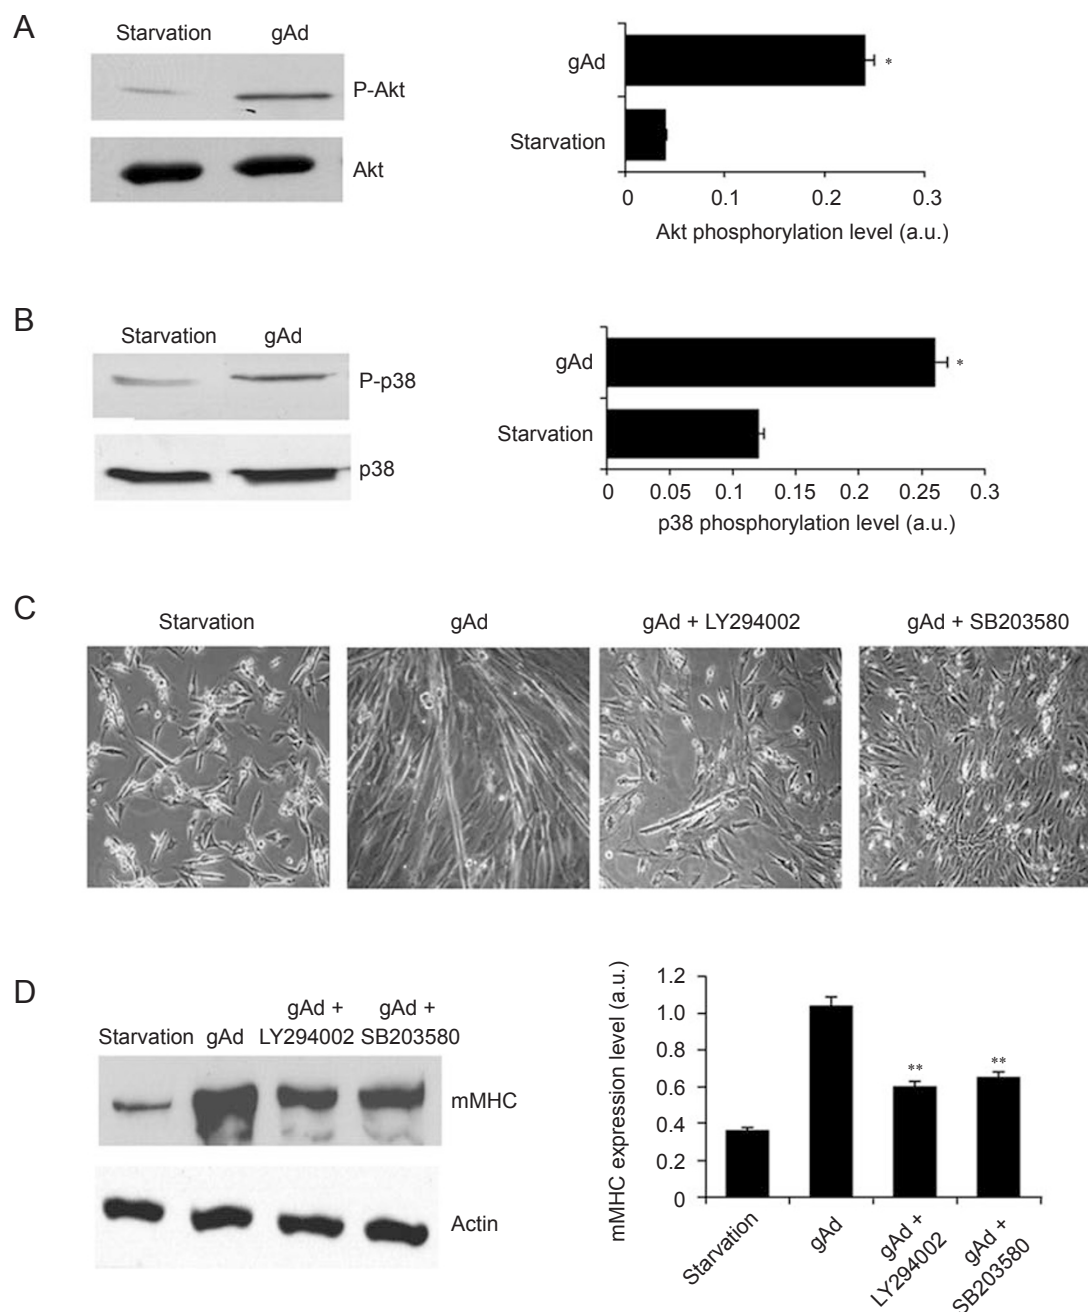 A
Starvation gAd
P-Akt
Akt
gAd
*
Starvation
0 0.1 0.2 0.3
Akt phosphorylation level (a.u.)
B
Starvation gAd
P-p38
p38
gAd
*
Starvation
0 0.05 0.1 0.15 0.2 0.25 0.3
p38 phosphorylation level (a.u.)
C
Starvation gAd gAd + LY294002 gAd + SB203580
D
gAd + gAd +
Starvation gAd LY294002 SB203580
mMHC
Actin
mMHC expression level (a.u.)
1.2
1.0
0.8
0.6
0.4
0.2
0
** **
Starvation
gAd
gAd +
LY294002
gAd +
SB203580